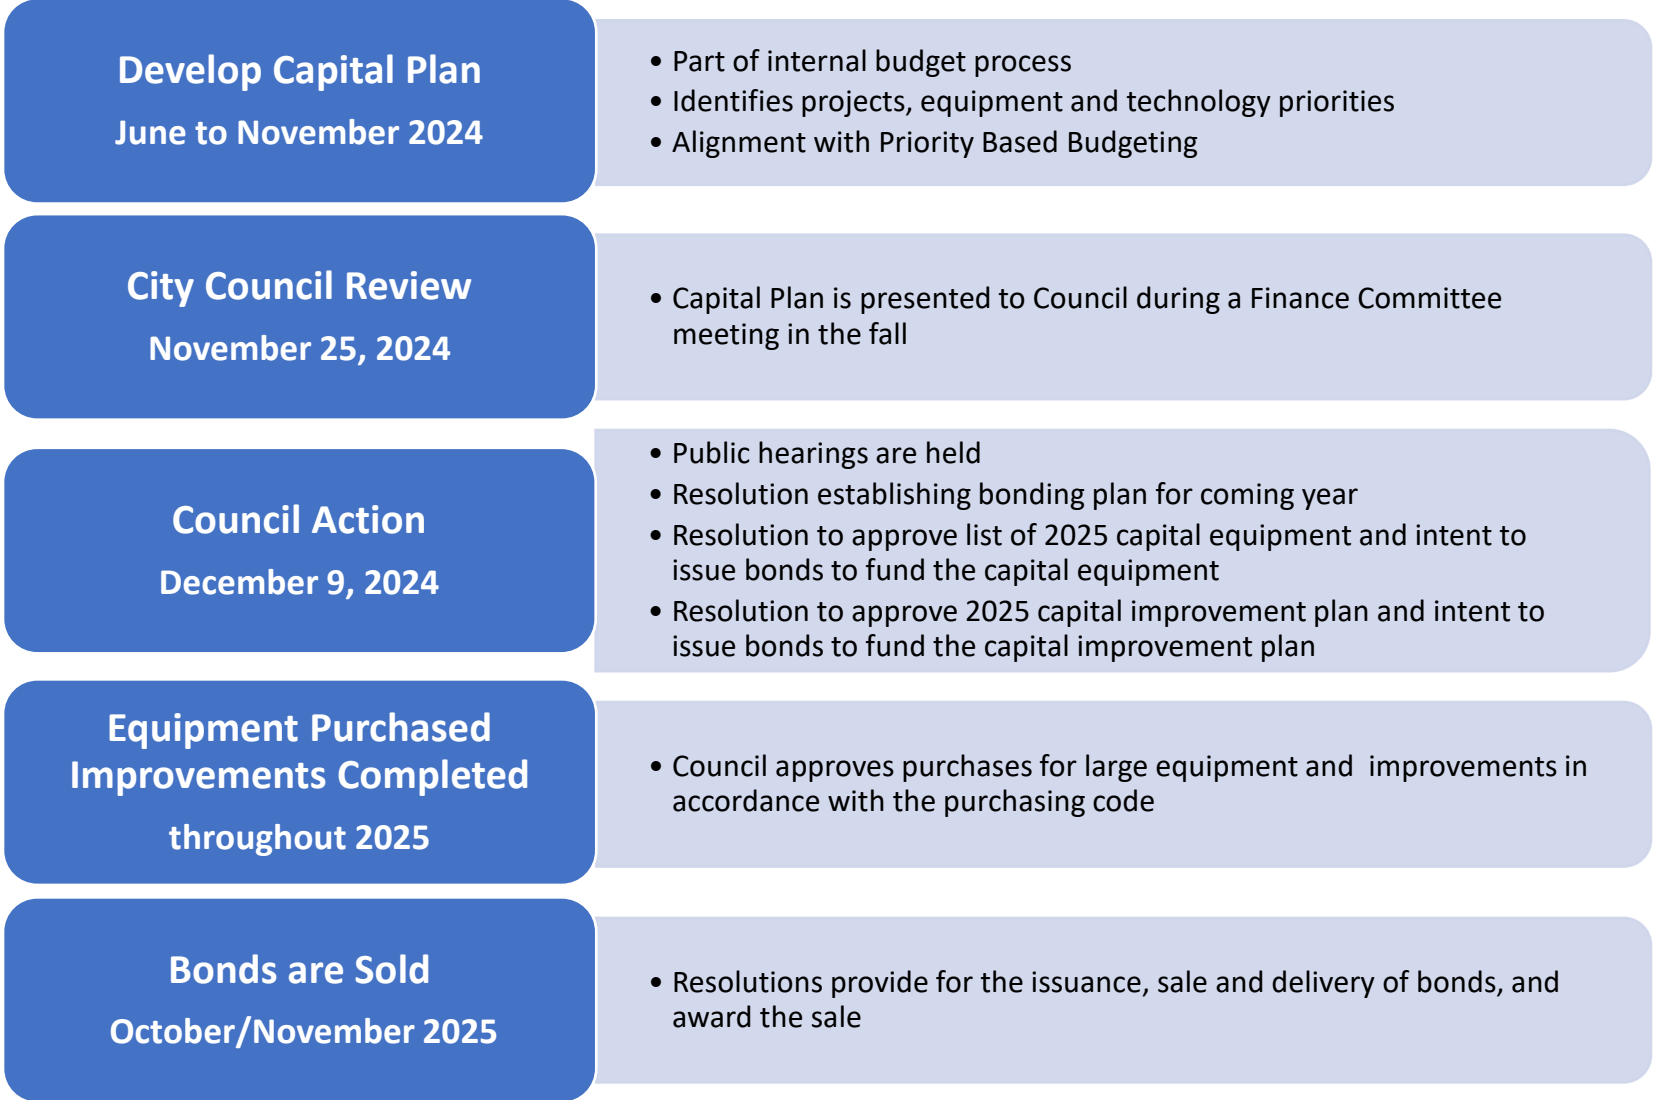 Develop Capital Plan
June to November 2024
• Part of internal budget process
• Identifies projects, equipment and technology priorities
• Alignment with Priority Based Budgeting
City Council Review
November 25, 2024
• Capital Plan is presented to Council during a Finance Committee
meeting in the fall
Council Action
December 9, 2024
• Public hearings are held
• Resolution establishing bonding plan for coming year
• Resolution to approve list of 2025 capital equipment and intent to
issue bonds to fund the capital equipment
• Resolution to approve 2025 capital improvement plan and intent to
issue bonds to fund the capital improvement plan
Equipment Purchased
Improvements Completed
throughout 2025
• Council approves purchases for large equipment and  improvements in
accordance with the purchasing code
Bonds are Sold
October/November 2025
• Resolutions provide for the issuance, sale and delivery of bonds, and
award the sale